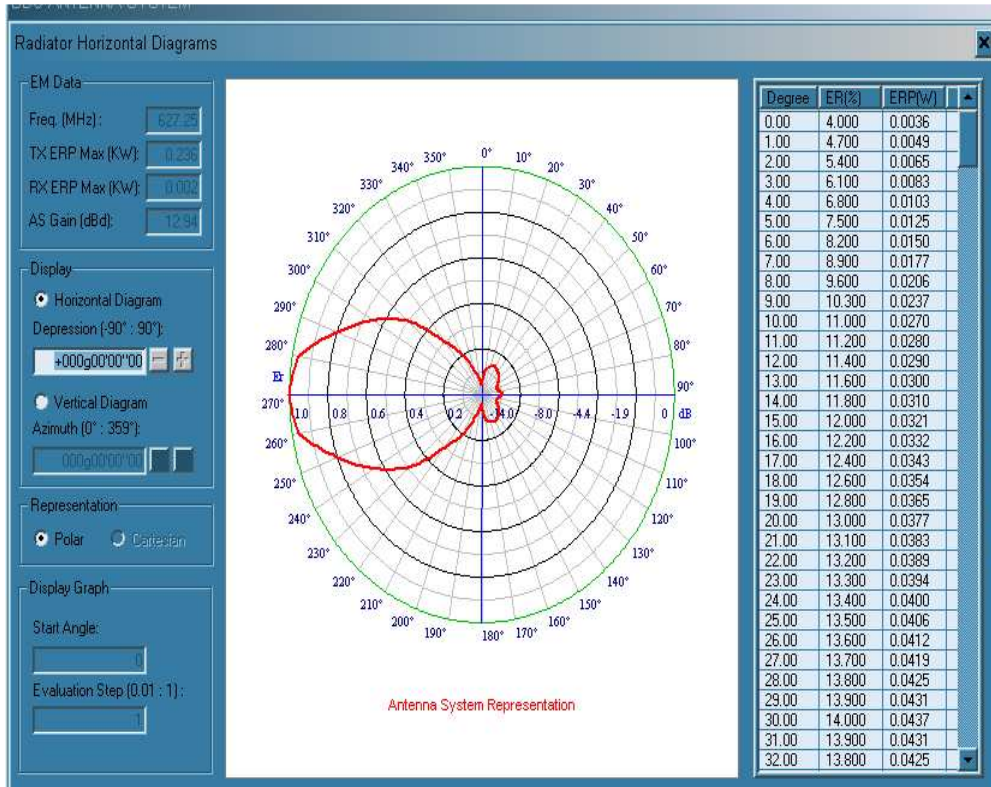 Radiator Horizontal Diagrams
EM Data
Freq. (MHz) : 627.25
TX ERP Max (KW): 0.236
RX ERP Max (KW): 0.002
AS Gain (dBd): 12.94
Display
Horizontal Diagram
Depression (-90° : 90°):
+000g00'00"00
Vertical Diagram
Azimuth (0° : 359°):
000g00'00"00
Representation
Polar Cartesian
Display Graph
Start Angle:
0
Evaluation Step (0.01 : 1) :
1
0° 10° 20° 30° 40° 50° 60° 70° 80° 90° 100° 110° 120° 130° 140° 150° 160° 170° 180° 190° 200° 210° 220° 230° 240° 250° 260° 270° 280° 290° 300° 310° 320° 330° 340° 350°
Er
1.0 0.8 0.6 0.4 0.2 -14.0 -8.0 -4.4 -1.9 0 dB
Antenna System Representation
Degree ER(%) ERP(W)
0.00 4.000 0.0036
1.00 4.700 0.0049
2.00 5.400 0.0065
3.00 6.100 0.0083
4.00 6.800 0.0103
5.00 7.500 0.0125
6.00 8.200 0.0150
7.00 8.900 0.0177
8.00 9.600 0.0206
9.00 10.300 0.0237
10.00 11.000 0.0270
11.00 11.200 0.0280
12.00 11.400 0.0290
13.00 11.600 0.0300
14.00 11.800 0.0310
15.00 12.000 0.0321
16.00 12.200 0.0332
17.00 12.400 0.0343
18.00 12.600 0.0354
19.00 12.800 0.0365
20.00 13.000 0.0377
21.00 13.100 0.0383
22.00 13.200 0.0389
23.00 13.300 0.0394
24.00 13.400 0.0400
25.00 13.500 0.0406
26.00 13.600 0.0412
27.00 13.700 0.0419
28.00 13.800 0.0425
29.00 13.900 0.0431
30.00 14.000 0.0437
31.00 13.900 0.0431
32.00 13.800 0.0425